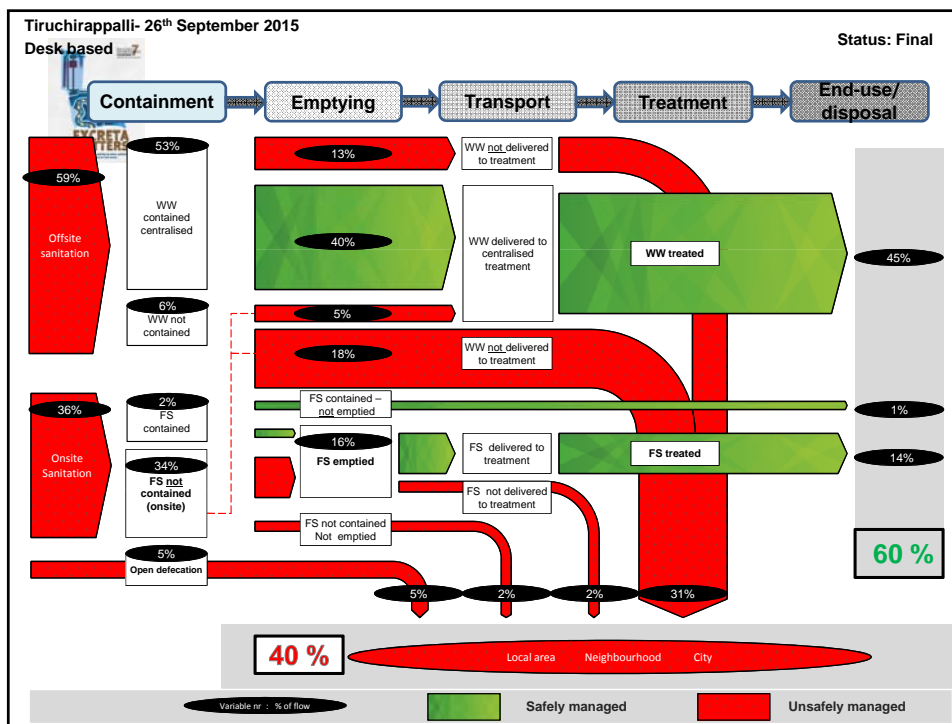 Tiruchirappalli- 26th September 2015
Desk based
Status: Final
Containment
Emptying
Transport
Treatment
End-use/
disposal
EXCRETA
MATTERS
59%
Offsite
sanitation
53%
WW
contained
centralised
6%
WW not
contained
13%
WW not delivered
to treatment
40%
WW delivered to
centralised
treatment
WW treated
45%
5%
18%
WW not delivered
to treatment
36%
Onsite
Sanitation
2%
FS
contained
34%
FS not
contained
(onsite)
FS contained –
not emptied
1%
16%
FS emptied
FS delivered to
treatment
FS treated
14%
FS not delivered
to treatment
FS not contained
Not emptied
5%
Open defecation
5%
2%
2%
31%
60 %
40 %
Local area Neighbourhood City
Variable nr : % of flow
Safely managed
Unsafely managed